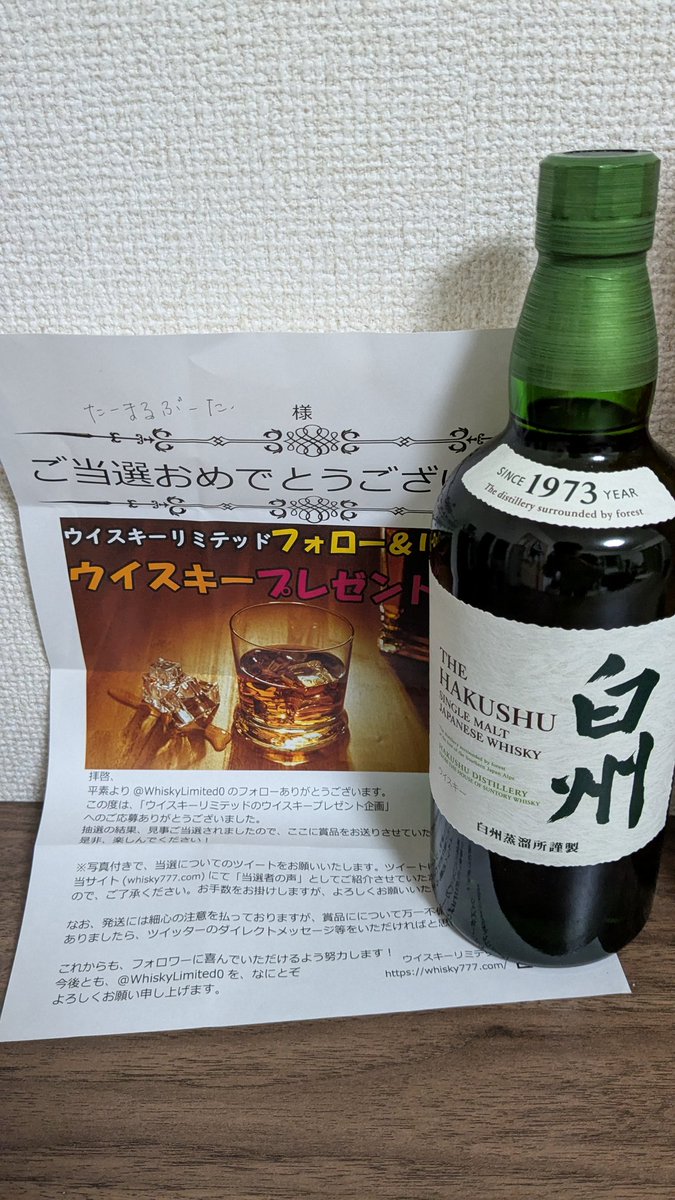 たーまるぶーた.
様
ご当選おめでとうござい
ウイスキーリミテッドフォロー&
ウイスキープレゼント
拝啓、
平素より @WhiskyLimited0 のフォローありがとうございます。
この度は、「ウイスキーリミテッドのウイスキープレゼント企画」
へのご応募ありがとうございました。
抽選の結果、見事ご当選されましたので、ここに賞品をお送りさせていた
是非、楽しんでください!
※写真付きで、当選についてのツイートをお願いいたします。ツイート
当サイト (whisky777.com) にて「当選者の声」としてご紹介させていた
ので、ご了承ください。お手数をお掛けしますが、よろしくお願いいた
なお、発送には細心の注意を払っておりますが、賞品にについて万一不
ありましたら、ツイッターのダイレクトメッセージ等をいただければと思
これからも、フォロワーに喜んでいただけるよう努力します!
今後とも、@WhiskyLimited0 を、なにとぞ
よろしくお願い申し上げます。
ウイスキーリミテ
https://whisky777.com/
SINCE 1973 YEAR
The distillery surrounded by forest
THE
HAKUSHU
SINGLE MALT
JAPANESE WHISKY
白州
HAKUSHU DISTILLERY
HOUSE OF SUNTORY WHISKY
ウイスキー
白州蒸溜所謹製